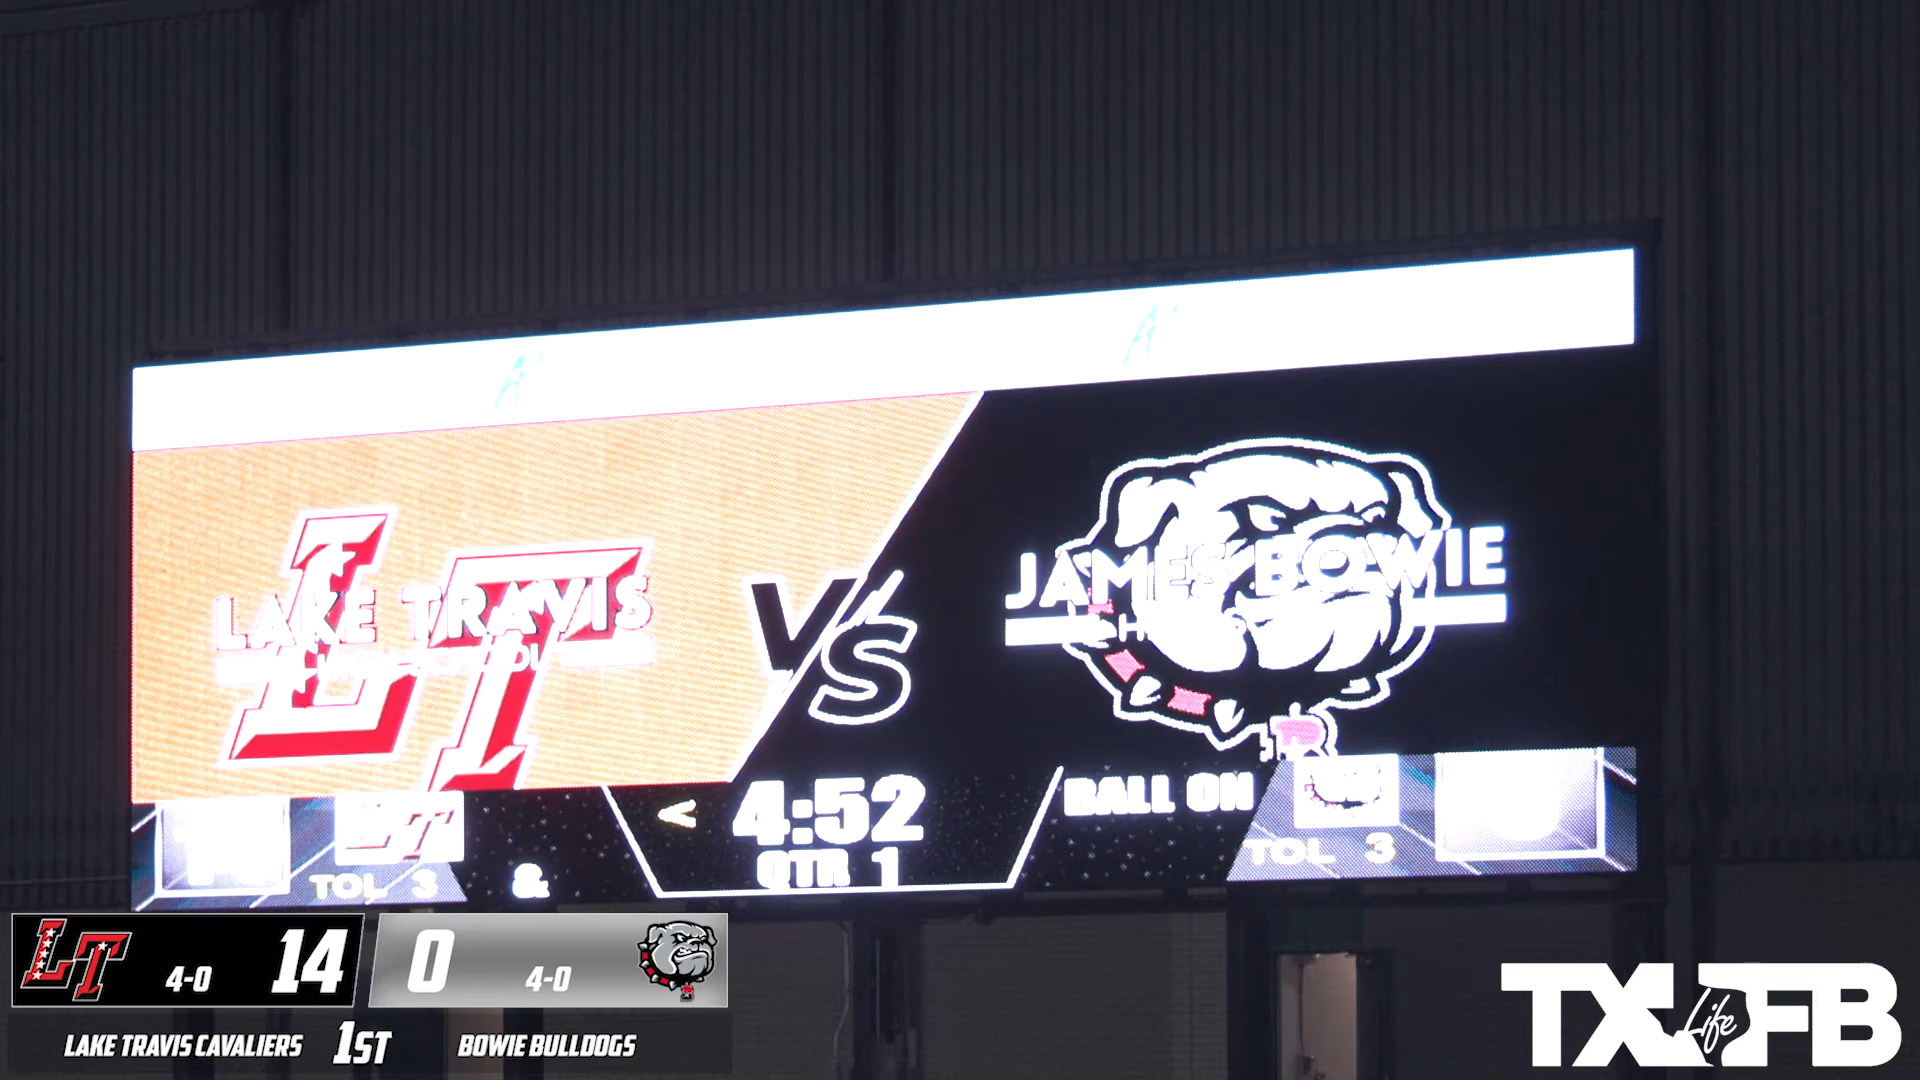 LAKE TRAVIS
JAMES BOWIE
VS
LT
< 4:52
QTR 1
BALL ON
TOL 3
&
TOL 3
LT
4-0
14
0
4-0
LAKE TRAVIS CAVALIERS
1ST
BOWIE BULLDOGS
TX Life FB